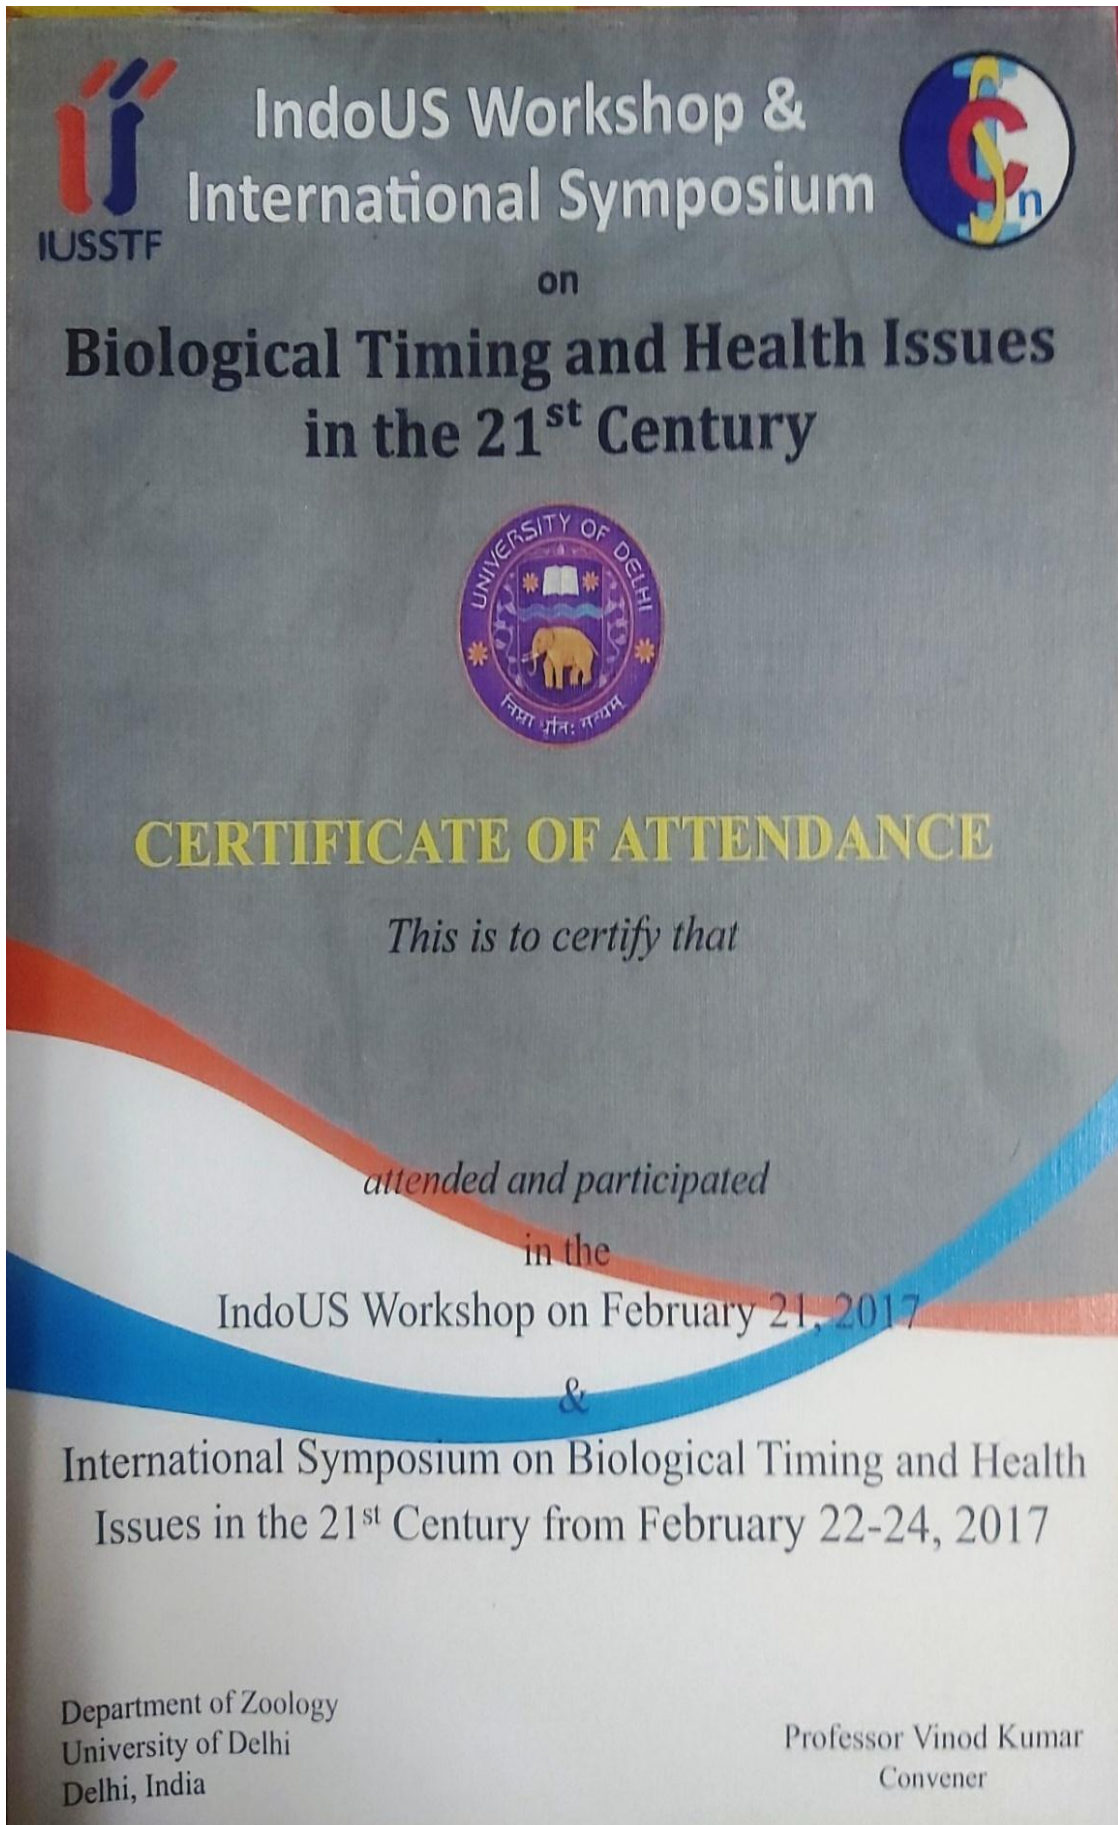 IndoUS Workshop &
International Symposium
IUSSTF
n
on
Biological Timing and Health Issues
in the 21st Century
UNIVERSITY OF DELHI
CERTIFICATE OF ATTENDANCE
This is to certify that
attended and participated
in the
IndoUS Workshop on February 21, 2017
&
International Symposium on Biological Timing and Health
Issues in the 21st Century from February 22-24, 2017
Department of Zoology
University of Delhi
Delhi, India
Professor Vinod Kumar
Convener